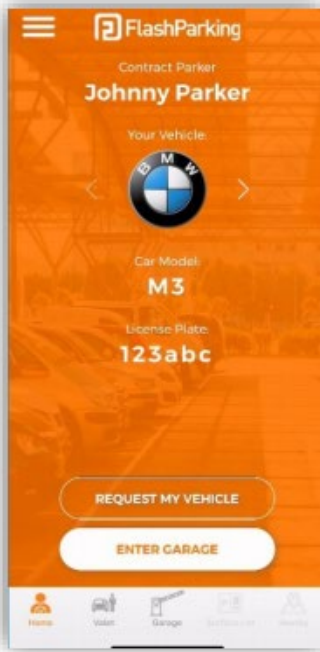 FlashParking
Contract Parker
Johnny Parker
Your Vehicle:
BMW
Car Model:
M3
License Plate:
123abc
REQUEST MY VEHICLE
ENTER GARAGE
Home
Valet
Garage